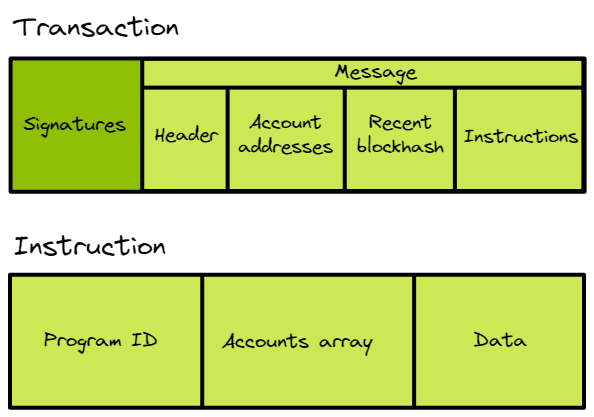 Transaction
Signatures
Message
Header
Account
addresses
Recent
blockhash
Instructions
Instruction
Program ID
Accounts array
Data